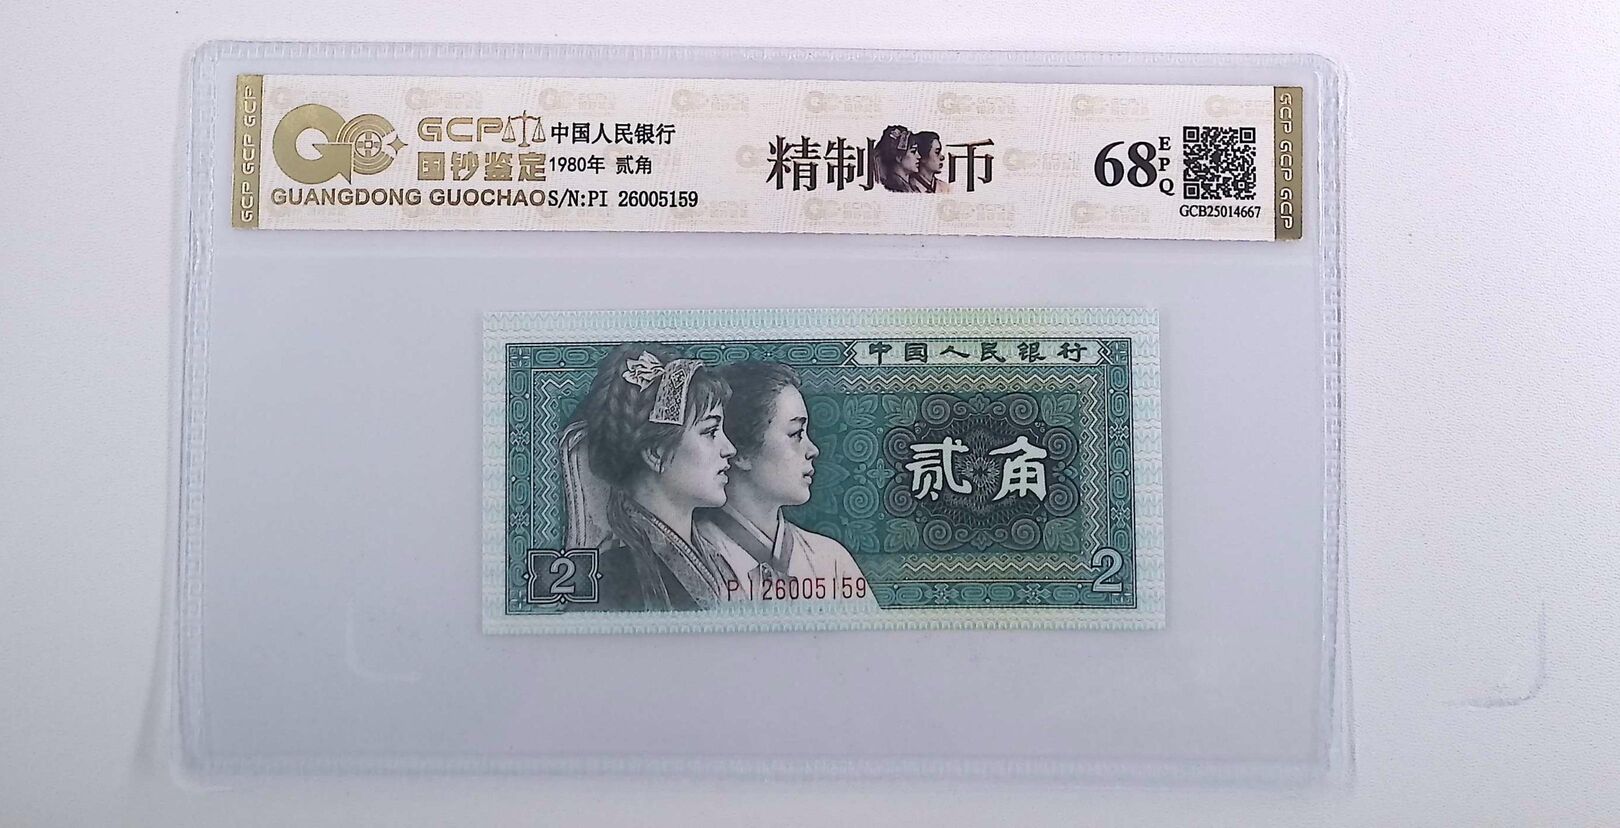 GCP 中国人民银行
国钞鉴定 1980年 贰角
GUANGDONG GUOCHAO S/N:PI 26005159
精制币
68 EPQ
GCB25014667
GCP GCP GCP
GCP GCP GCP
中国人民银行
贰角
2
2
PI26005159